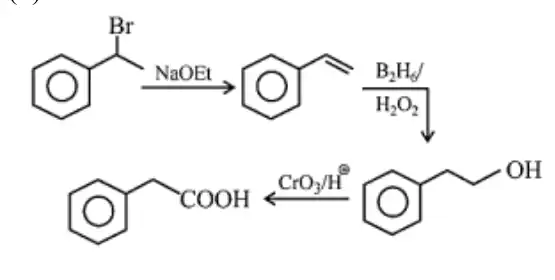 Br
NaOEt
B₂H₆/
H₂O₂
OH
CrO₃/H⊕
COOH